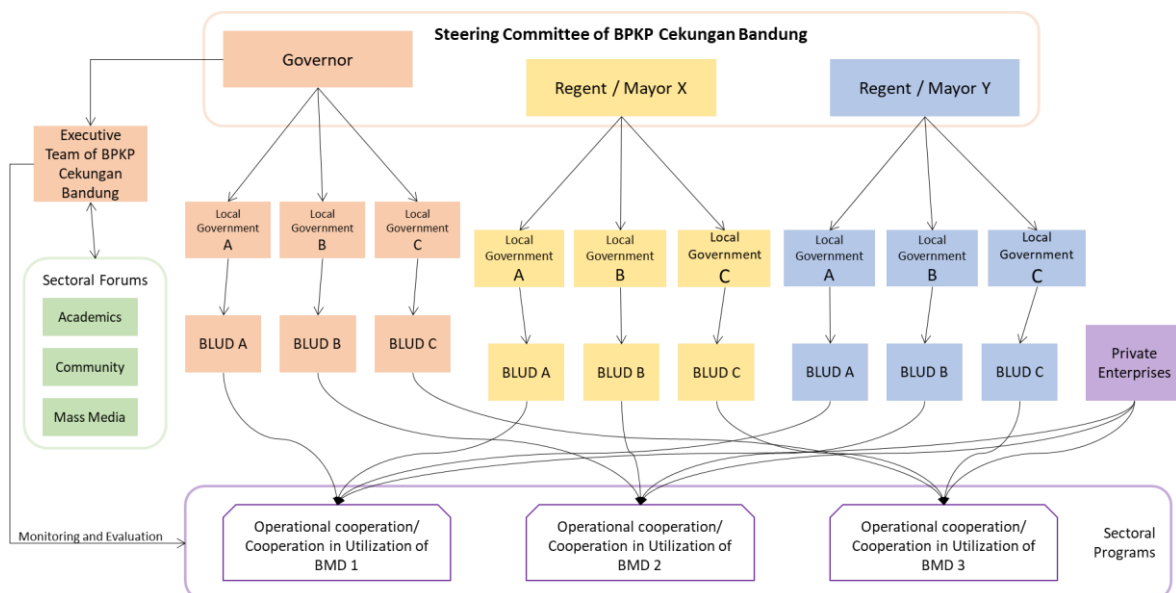 Steering Committee of BPKP Cekungan Bandung
Governor
Regent / Mayor X
Regent / Mayor Y
Executive
Team of BPKP
Cekungan
Bandung
Local
Government
A
Local
Government
B
Local
Government
C
Local
Government
A
Local
Government
B
Local
Government
C
Local
Government
A
Local
Government
B
Local
Government
C
Sectoral Forums
Academics
Community
Mass Media
BLUD A
BLUD B
BLUD C
BLUD A
BLUD B
BLUD C
BLUD A
BLUD B
BLUD C
Private
Enterprises
Monitoring and Evaluation
Operational cooperation/
Cooperation in Utilization of
BMD 1
Operational cooperation/
Cooperation in Utilization of
BMD 2
Operational cooperation/
Cooperation in Utilization of
BMD 3
Sectoral
Programs